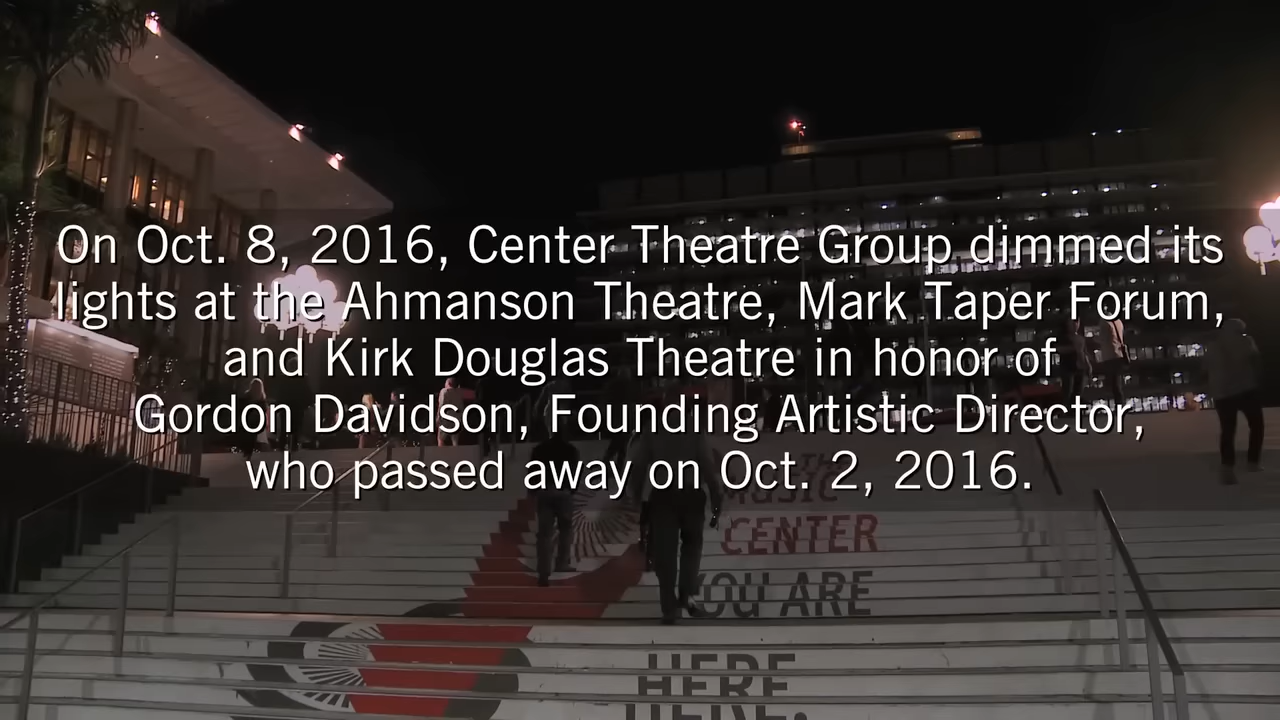 On Oct. 8, 2016, Center Theatre Group dimmed its
lights at the Ahmanson Theatre, Mark Taper Forum,
and Kirk Douglas Theatre in honor of
Gordon Davidson, Founding Artistic Director,
who passed away on Oct. 2, 2016.
MUSIC
CENTER
YOU ARE
HERE.